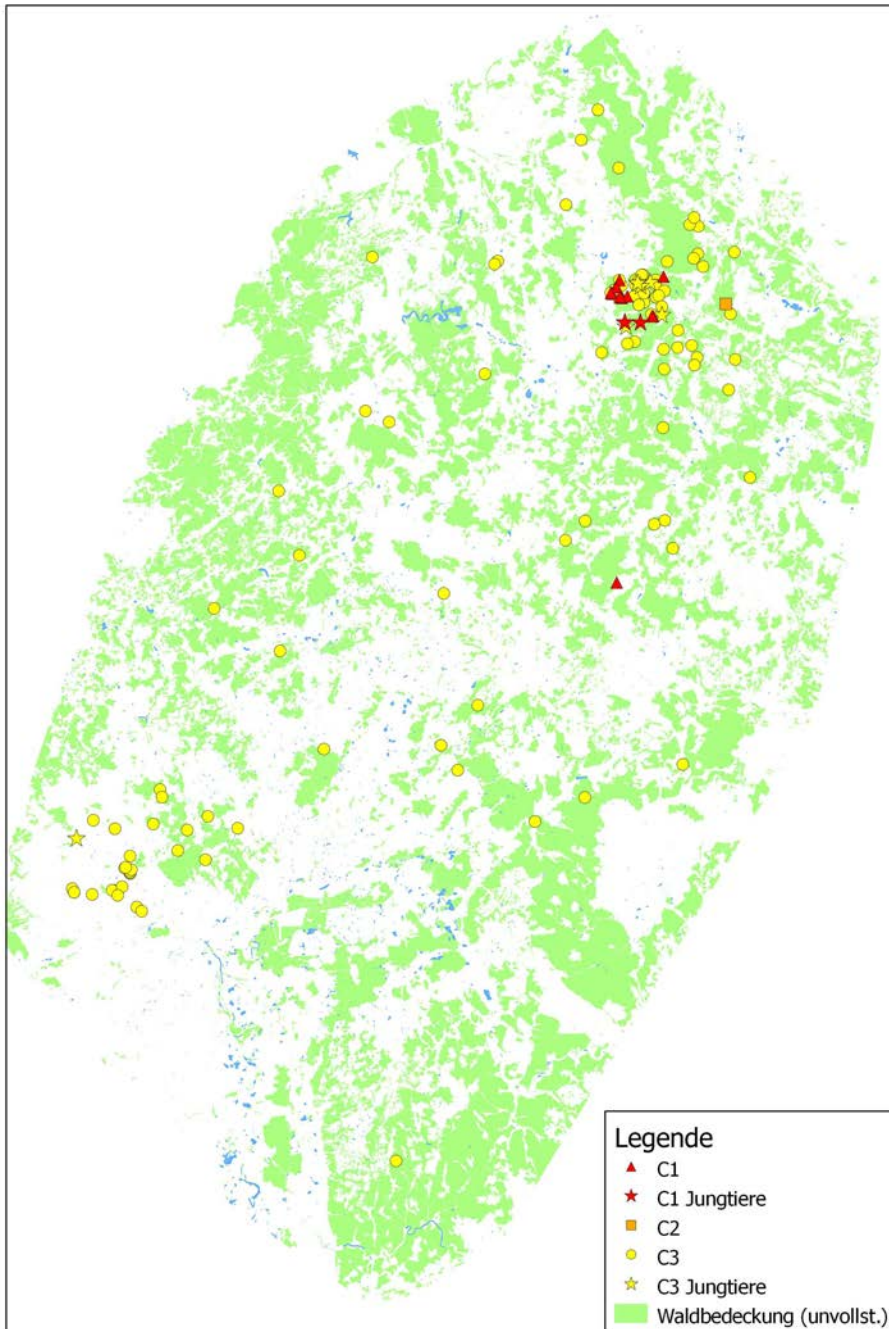 Legende
C1
C1 Jungtiere
C2
C3
C3 Jungtiere
Waldbedeckung (unvollst.)